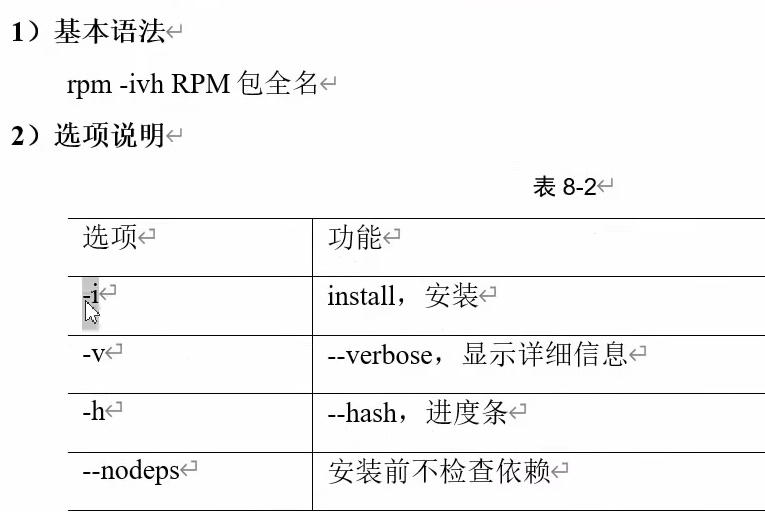 1）基本语法
rpm -ivh RPM 包全名
2）选项说明
表 8-2
选项 功能
-i install，安装
-v --verbose，显示详细信息
-h --hash，进度条
--nodeps 安装前不检查依赖